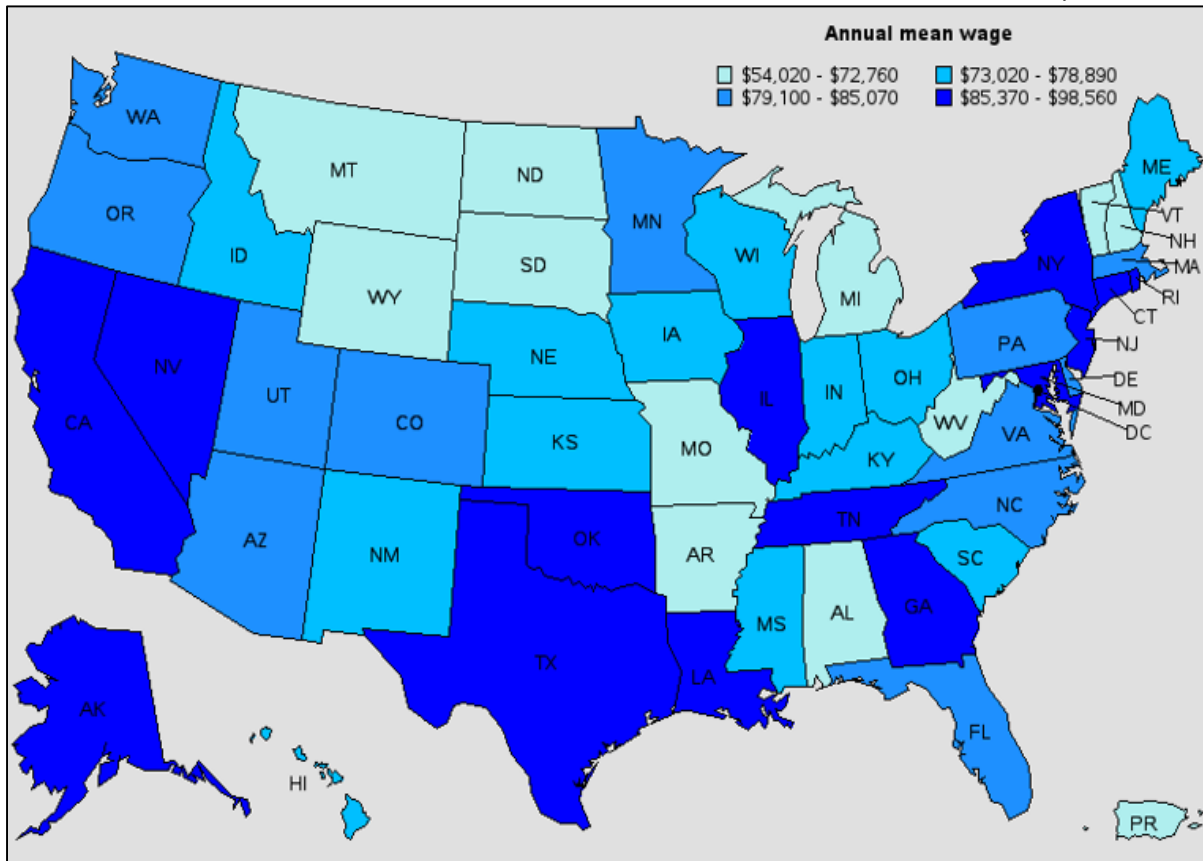 Annual mean wage
$54,020 - $72,760 $73,020 - $78,890
$79,100 - $85,070 $85,370 - $98,560
WA
MT
ND
MN
ME
OR
ID
SD
WI
VT
NH
MA
NY
WY
MI
RI
CT
IA
NE
PA
NJ
NV
UT
CO
IL
IN
OH
DE
MD
DC
CA
KS
MO
WV
VA
KY
AZ
NM
OK
TN
NC
AR
SC
MS
AL
GA
TX
LA
AK
FL
HI
PR